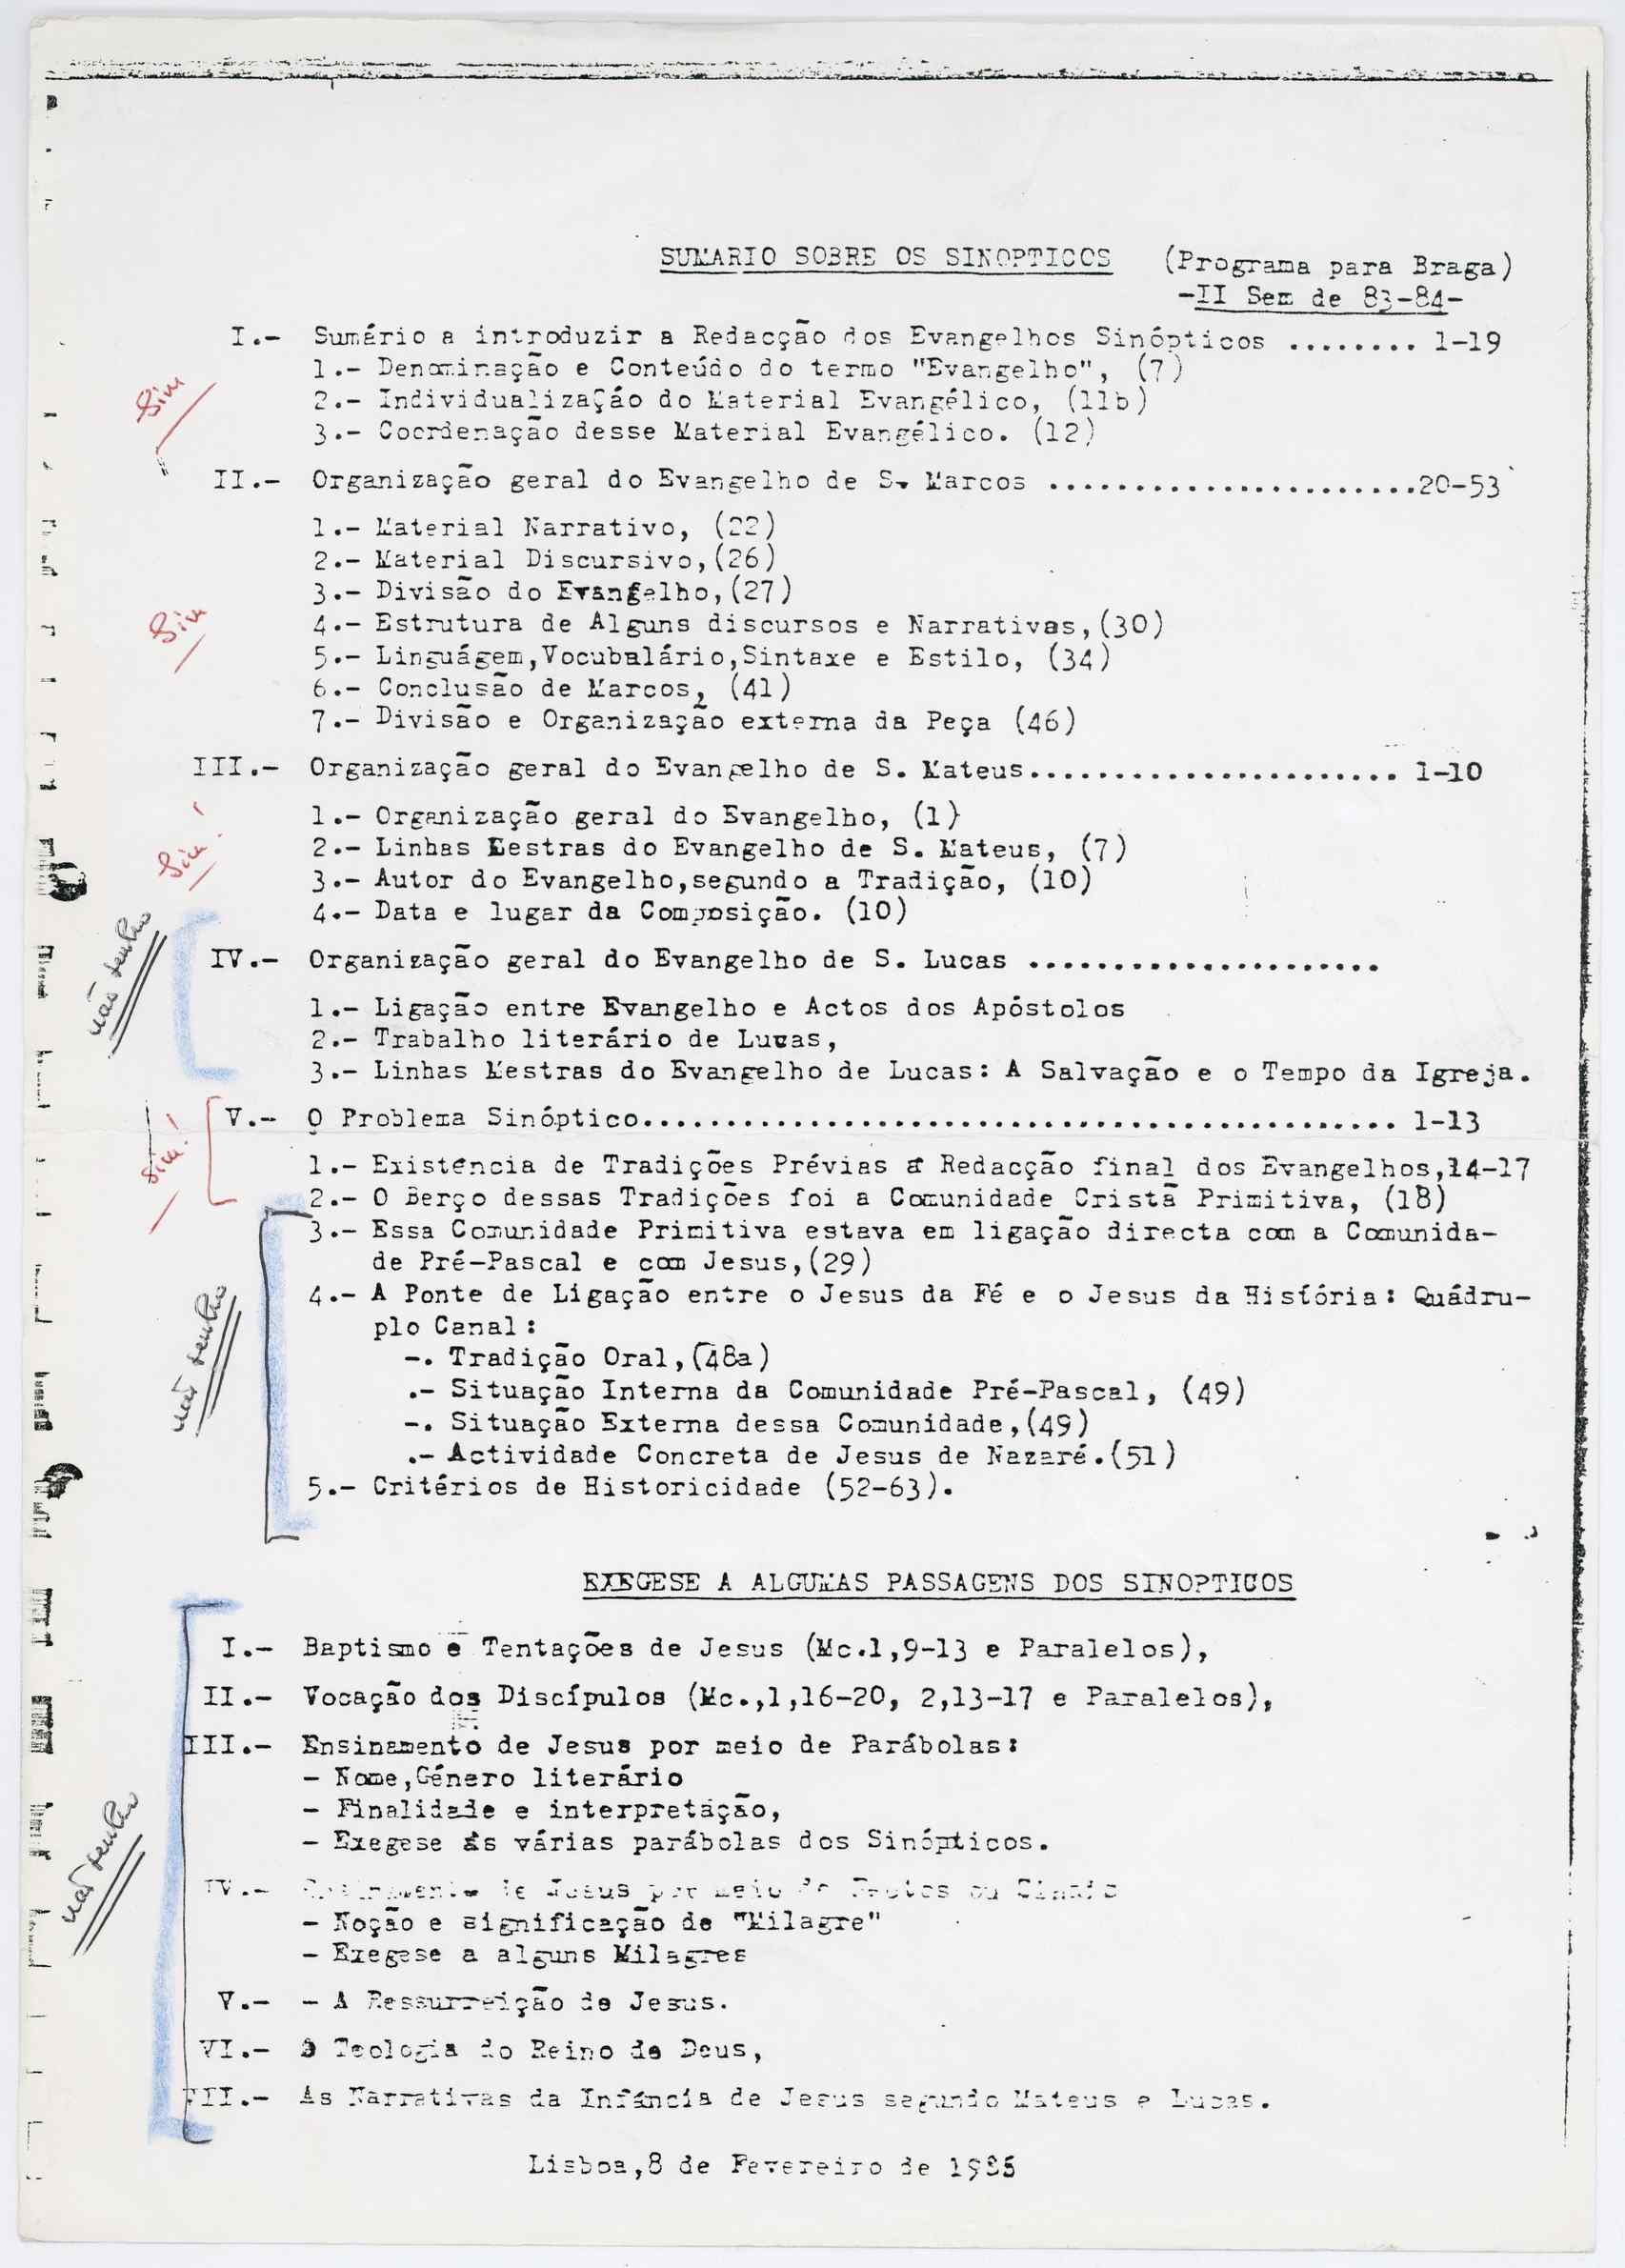 SUMARIO SOBRE OS SINOPTICOS (Programa para Braga)
-II Sem de 83-84-
I.- Sumário a introduzir a Redacção dos Evangelhos Sinópticos ........ 1-19
1.- Denominação e Conteúdo do termo "Evangelho", (7)
Sim
2.- Individualização do Material Evangélico, (11b)
3.- Coordenação desse Material Evangélico. (12)
II.- Organização geral do Evangelho de S. Marcos ......................20-53
1.- Material Narrativo, (22)
2.- Material Discursivo,(26)
3.- Divisão do Evangelho,(27)
Sim
4.- Estrutura de Alguns discursos e Narrativas,(30)
5.- Linguágem,Vocubalário,Sintaxe e Estilo, (34)
6.- Conclusão de Marcos, (41)
7.- Divisão e Organização externa da Peça (46)
III.- Organização geral do Evangelho de S. Mateus...................... 1-10
1.- Organização geral do Evangelho, (1)
Sim!
2.- Linhas Mestras do Evangelho de S. Mateus, (7)
3.- Autor do Evangelho,segundo a Tradição, (10)
4.- Data e lugar da Composição. (10)
não tenho
IV.- Organização geral do Evangelho de S. Lucas .....................
1.- Ligação entre Evangelho e Actos dos Apóstolos
2.- Trabalho literário de Lucas,
3.- Linhas Mestras do Evangelho de Lucas: A Salvação e o Tempo da Igreja.
V.- O Problema Sinóptico............................................. 1-13
Sim!
1.- Existência de Tradições Prévias à Redacção final dos Evangelhos,14-17
2.- O Berço dessas Tradições foi a Comunidade Cristã Primitiva, (18)
3.- Essa Comunidade Primitiva estava em ligação directa com a Comunida-
de Pré-Pascal e com Jesus,(29)
não tenho
4.- A Ponte de Ligação entre o Jesus da Fé e o Jesus da História: Quádru-
plo Canal:
-. Tradição Oral,(48a)
.- Situação Interna da Comunidade Pré-Pascal, (49)
-. Situação Externa dessa Comunidade,(49)
.- Actividade Concreta de Jesus de Nazaré.(51)
5.- Critérios de Historicidade (52-63).
EXEGESE A ALGUMAS PASSAGENS DOS SINOPTICOS
I.- Baptismo e Tentações de Jesus (Mc.1,9-13 e Paralelos),
II.- Vocação dos Discípulos (Mc.,1,16-20, 2,13-17 e Paralelos),
III.- Ensinamento de Jesus por meio de Parábolas:
- Nome,Género literário
- Finalidade e interpretáção,
- Exegese ás várias parábolas dos Sinópticos.
não tenho
IV.- Ensinamento de Jesus por meio de Factos ou Sinais
- Noção e significação de "Milagre"
- Exegese a alguns Milagres
V.- - A Ressurreição de Jesus.
VI.- Teologia do Reino de Deus,
VII.- As Narrativas da Infância de Jesus segundo Mateus e Lucas.
Lisboa,8 de Fevereiro de